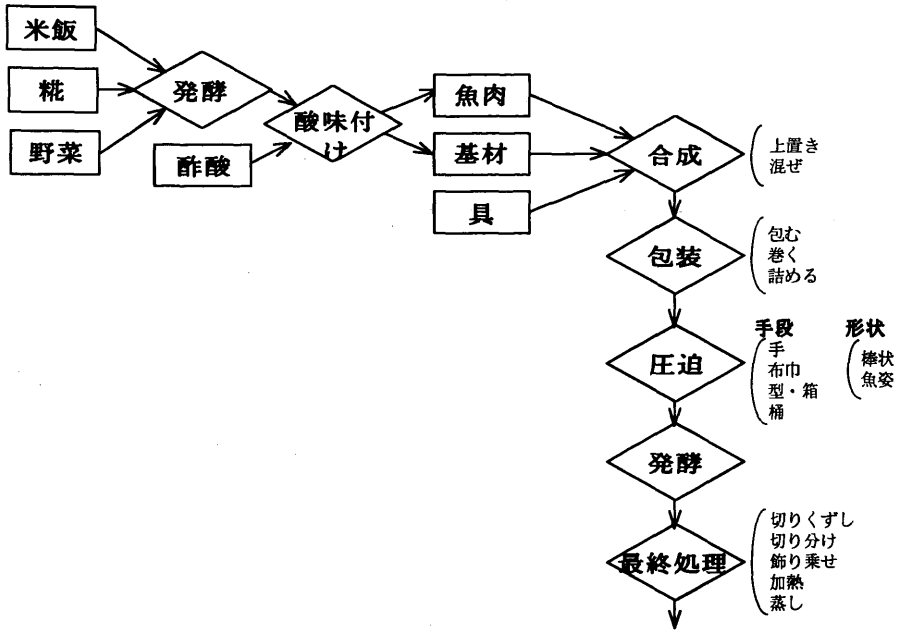 米飯
糀
野菜
発酵
酢酸
酸味付
け
魚肉
基材
具
合成
上置き
混ぜ
包装
包む
巻く
詰める
圧迫
手段
手
布巾
型・箱
桶
形状
棒状
魚姿
発酵
最終処理
切りくずし
切り分け
飾り乗せ
加熱
蒸し